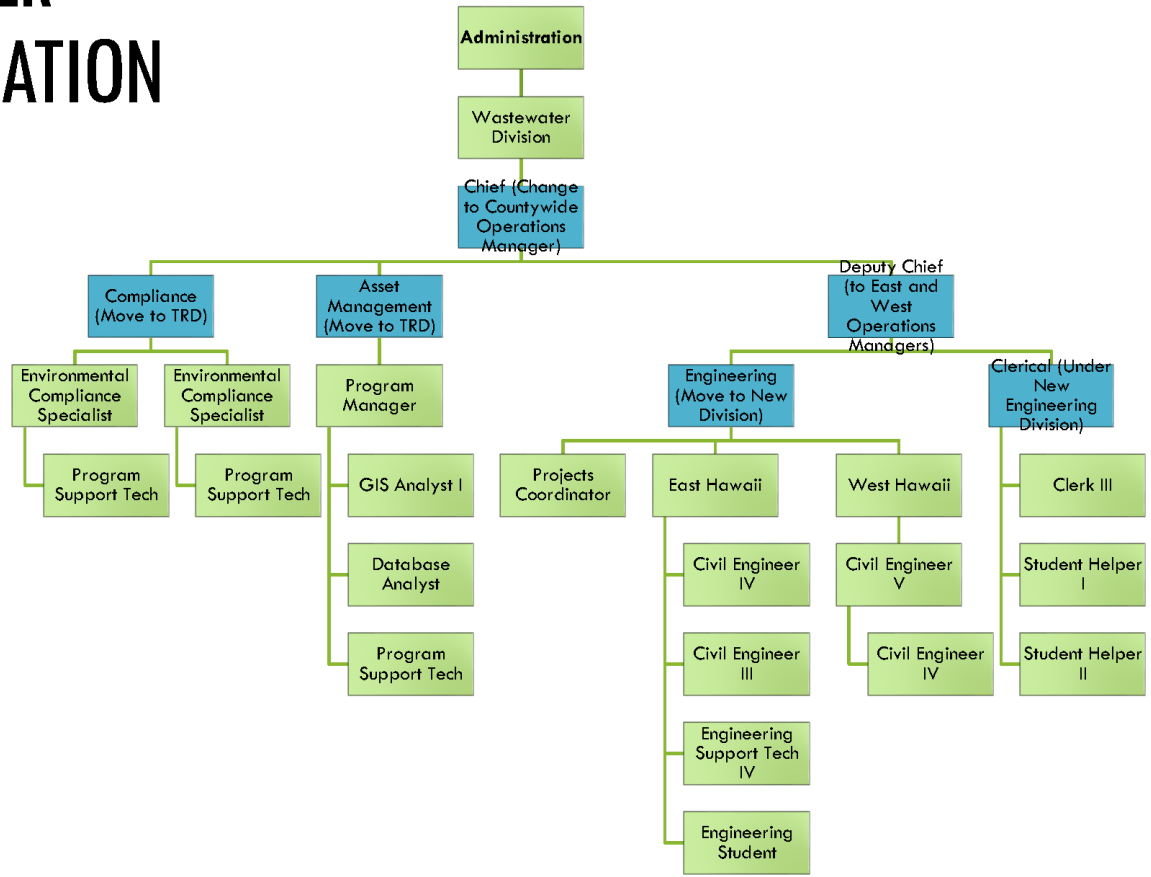 ATION
Administration
Wastewater
Division
Chief (Change
to Countywide
Operations
Manager)
Compliance
(Move to TRD)
Asset
Management
(Move to TRD)
Deputy Chief
(to East and
West
Operations
Managers)
Environmental
Compliance
Specialist
Environmental
Compliance
Specialist
Program
Manager
Engineering
(Move to New
Division)
Clerical (Under
New
Engineering
Division)
Program
Support Tech
Program
Support Tech
GIS Analyst I
Projects
Coordinator
East Hawaii
West Hawaii
Clerk III
Database
Analyst
Civil Engineer
IV
Civil Engineer
V
Student Helper
I
Program
Support Tech
Civil Engineer
III
Civil Engineer
IV
Student Helper
II
Engineering
Support Tech
IV
Engineering
Student